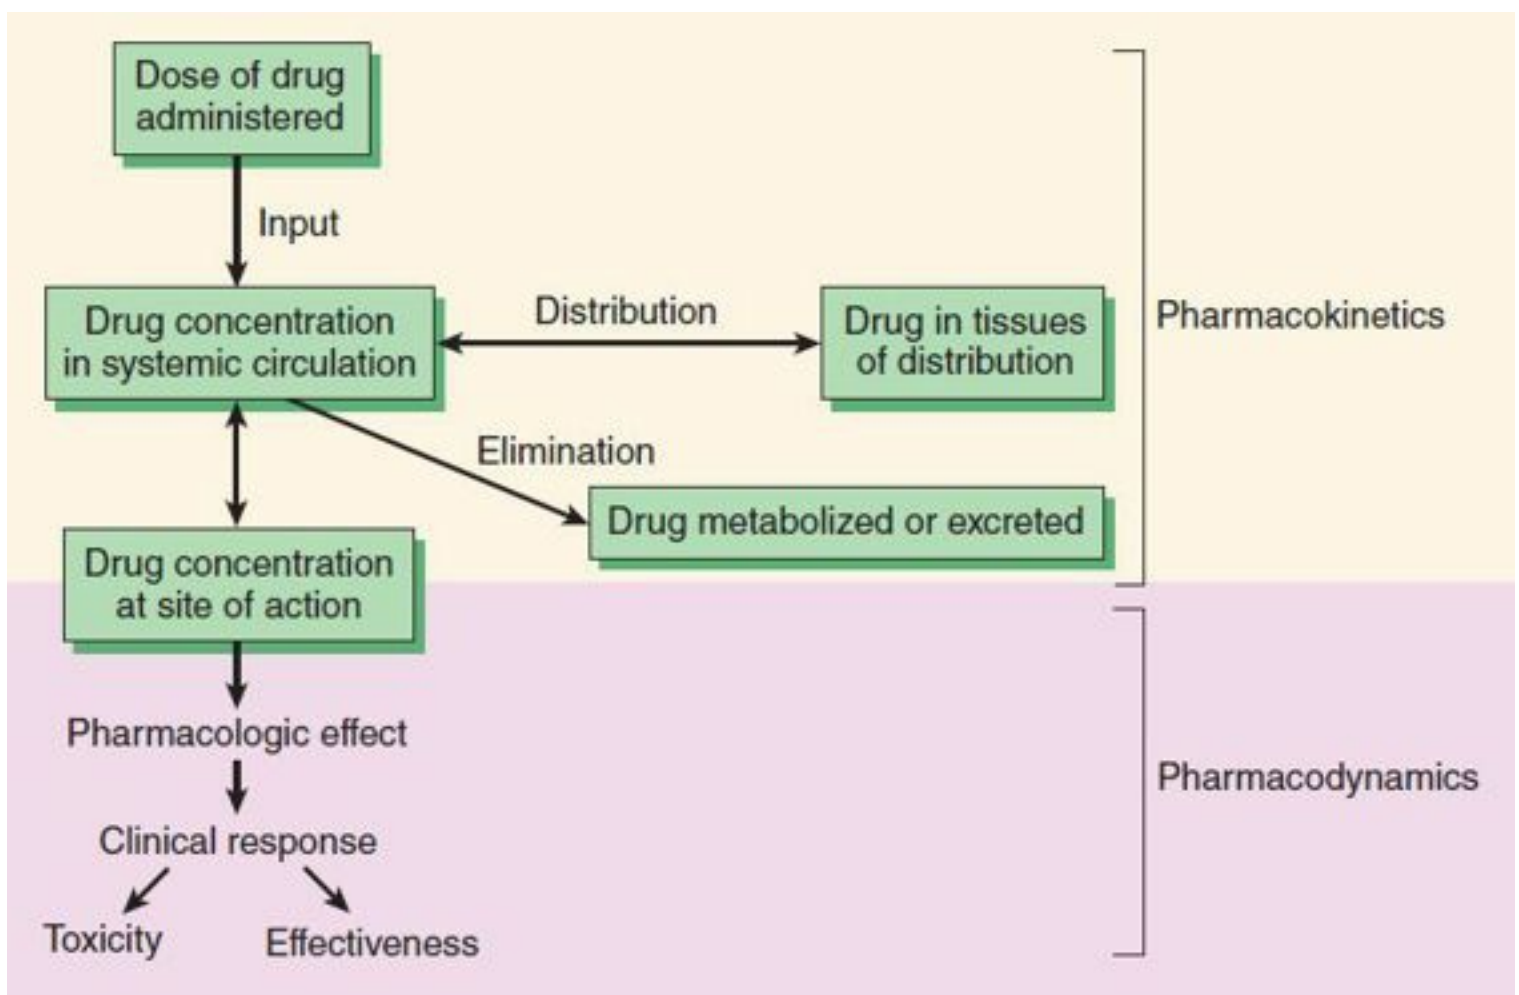 Dose of drug
administered
Input
Drug concentration
in systemic circulation
Distribution
Drug in tissues
of distribution
Pharmacokinetics
Elimination
Drug metabolized or excreted
Drug concentration
at site of action
Pharmacologic effect
Pharmacodynamics
Clinical response
Toxicity
Effectiveness